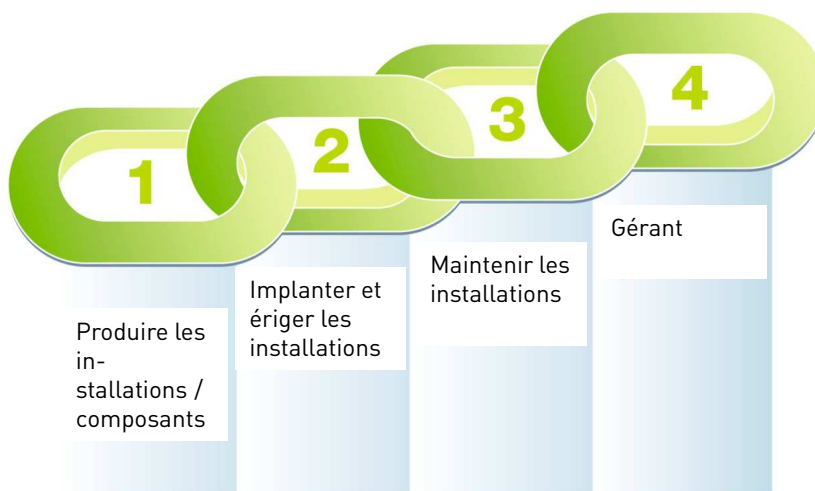 1
Produire les
in-
stallations /
composants
2
Implanter et
ériger les
installations
3
Maintenir les
installations
4
Gérant